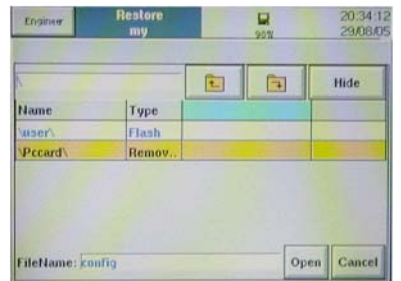 Engineer
Restore
my
90%
20:34:12
29/08/05
\
Hide
Name Type
\user\ Flash
\Pccard\ Remov..
FileName: config
Open Cancel